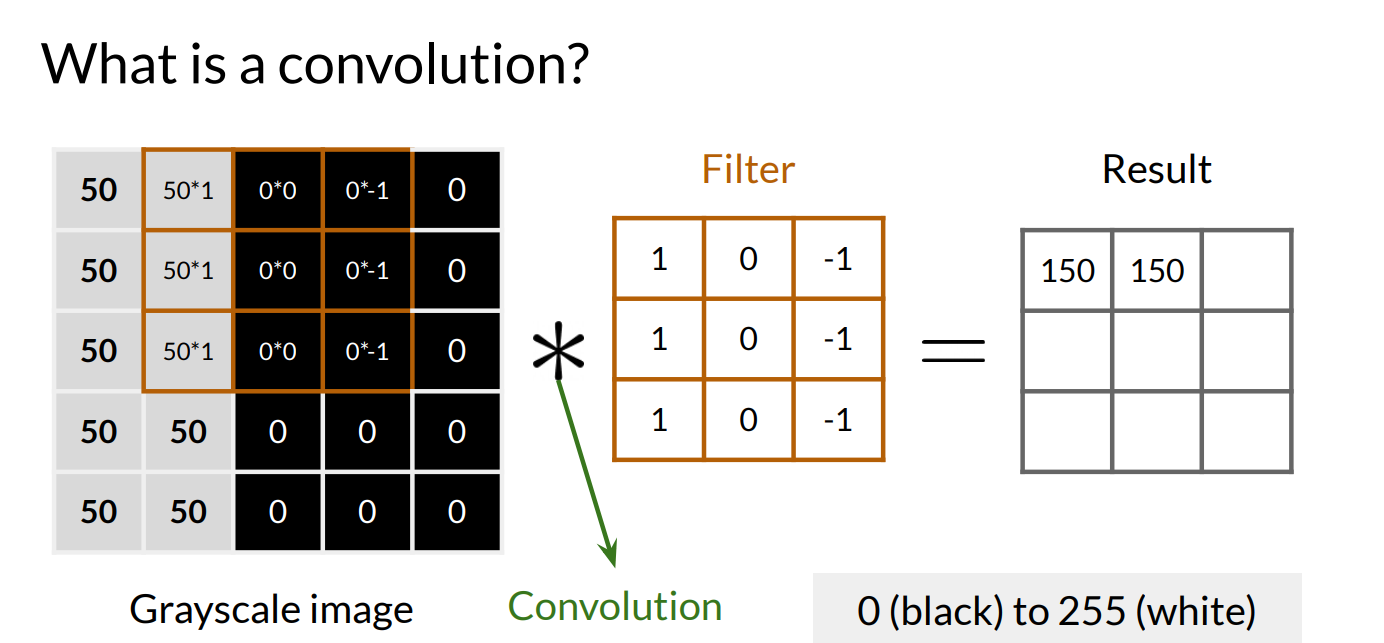 What is a convolution?
50 50*1 0*0 0*-1 0
50 50*1 0*0 0*-1 0
50 50*1 0*0 0*-1 0
50 50 0 0 0
50 50 0 0 0
Grayscale image
*
Convolution
Filter
1 0 -1
1 0 -1
1 0 -1
=
Result
150 150
0 (black) to 255 (white)